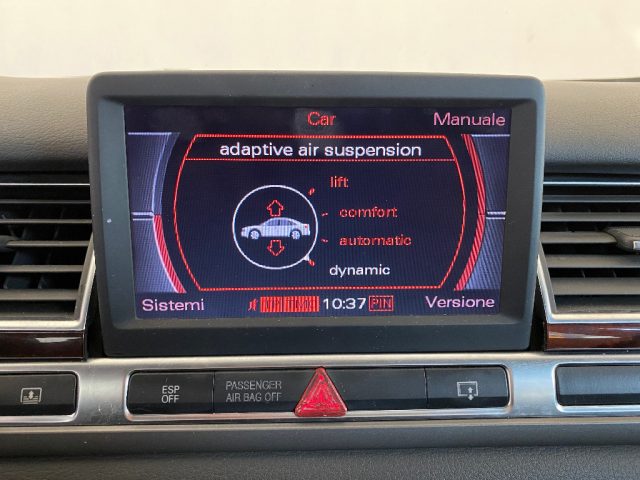 Car
Manuale
adaptive air suspension
lift
comfort
automatic
dynamic
Sistemi
10:37 PIN
Versione
ESP
OFF
PASSENGER
AIR BAG OFF